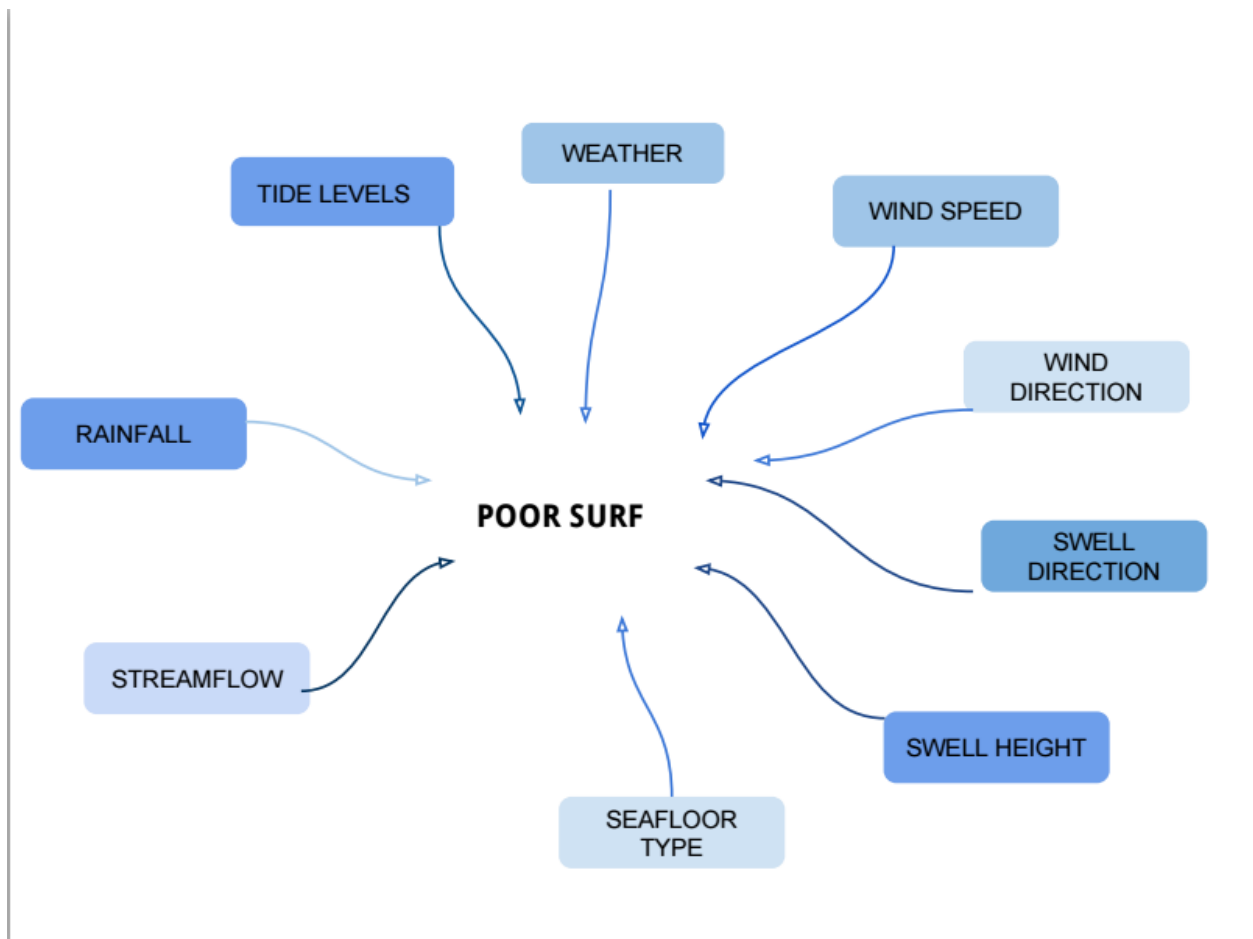 WEATHER
TIDE LEVELS
WIND SPEED
WIND
DIRECTION
RAINFALL
POOR SURF
SWELL
DIRECTION
STREAMFLOW
SWELL HEIGHT
SEAFLOOR
TYPE